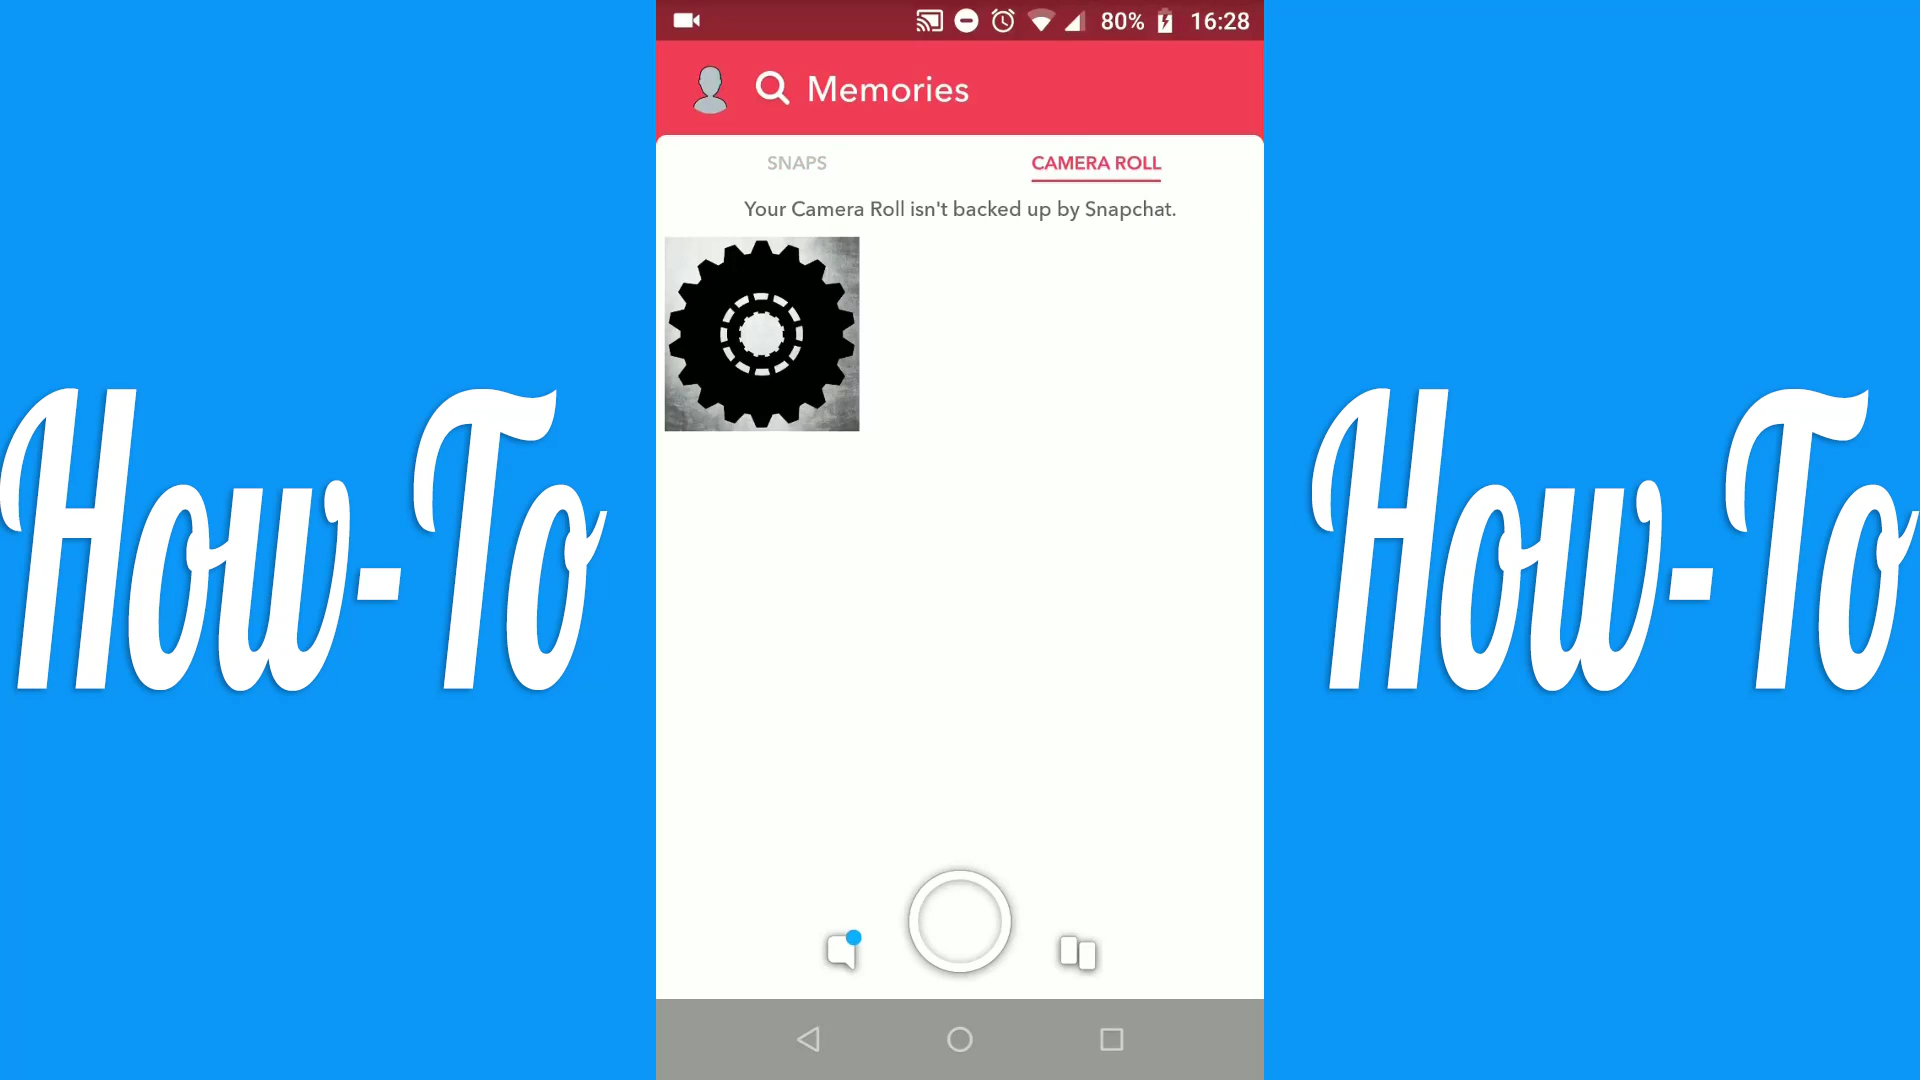 80% 16:28
Memories
SNAPS CAMERA ROLL
Your Camera Roll isn't backed up by Snapchat.
How-To How-To